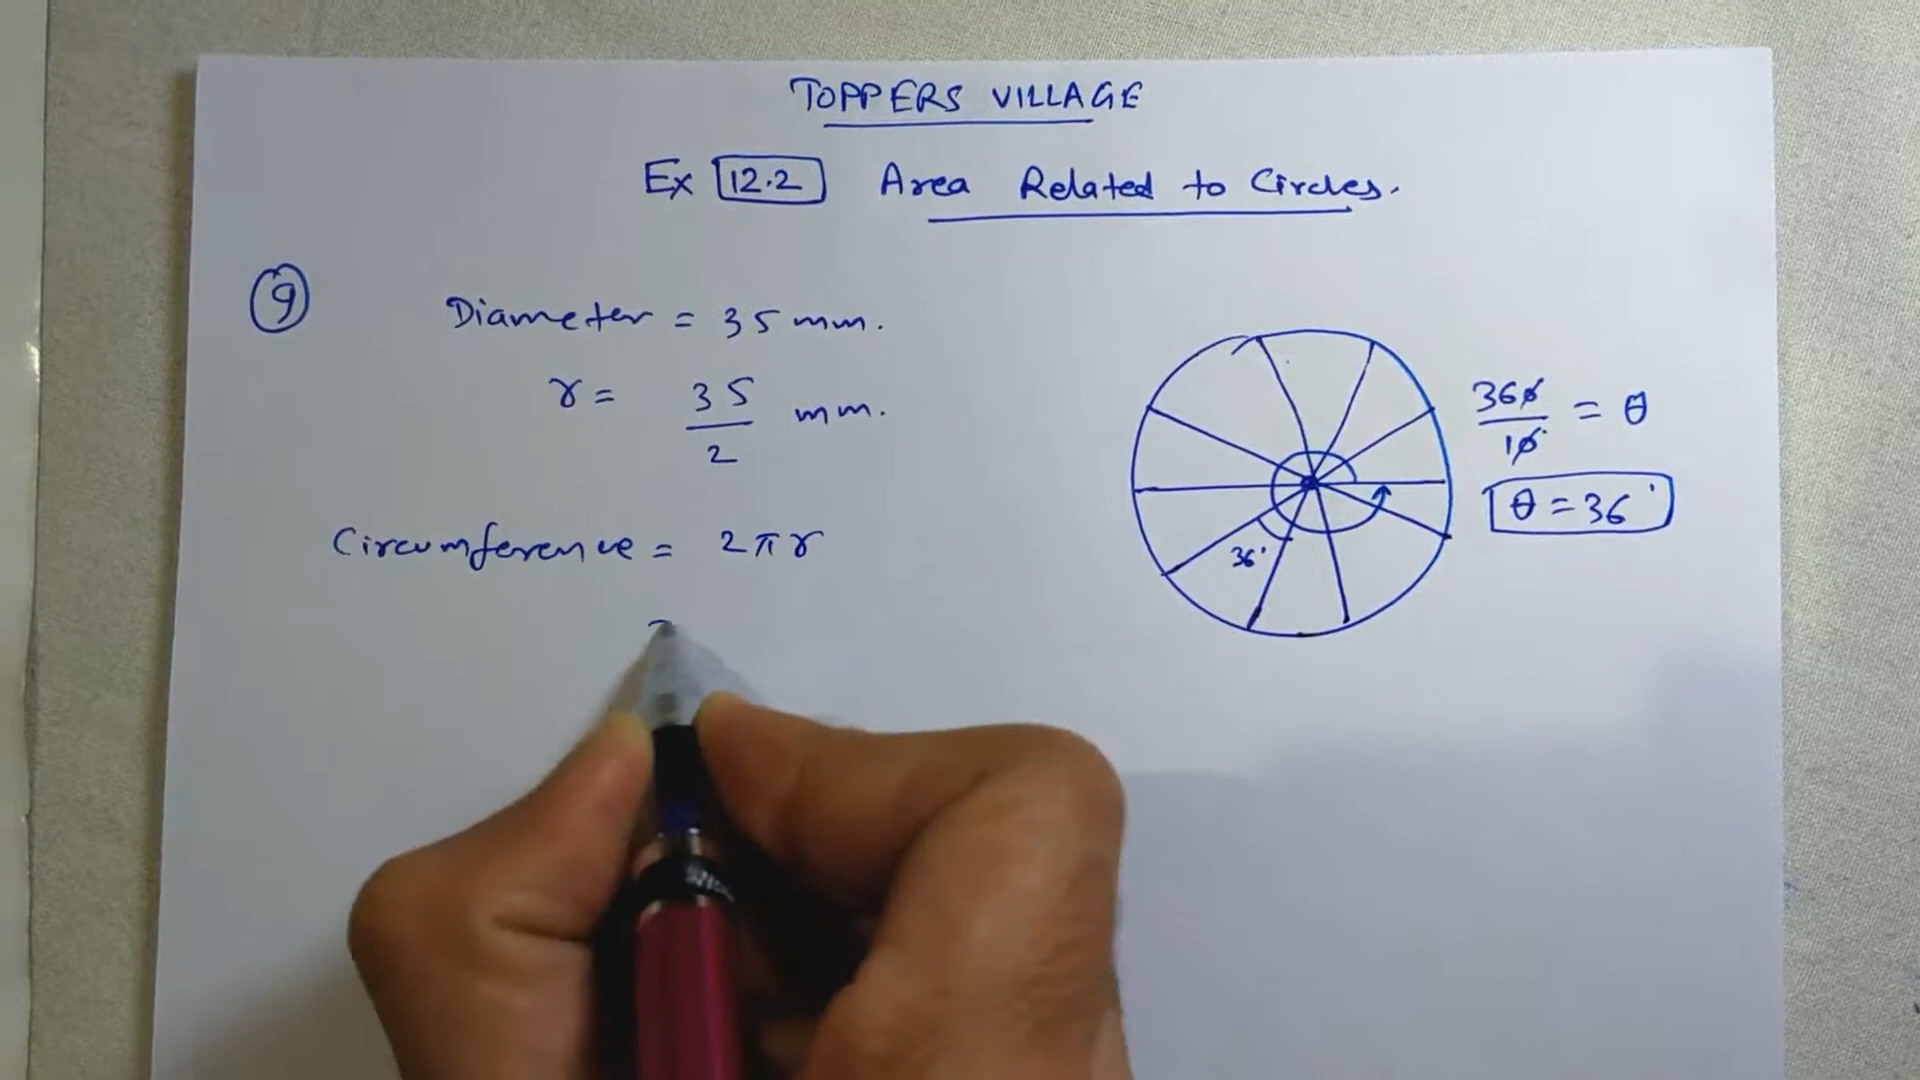 TOPPERS VILLAGE
Ex 12.2 Area Related to Circles.
9
Diameter = 35 mm.
r = 35/2 mm.
Circumference = 2πr
360/10 = θ
θ = 36°
36°